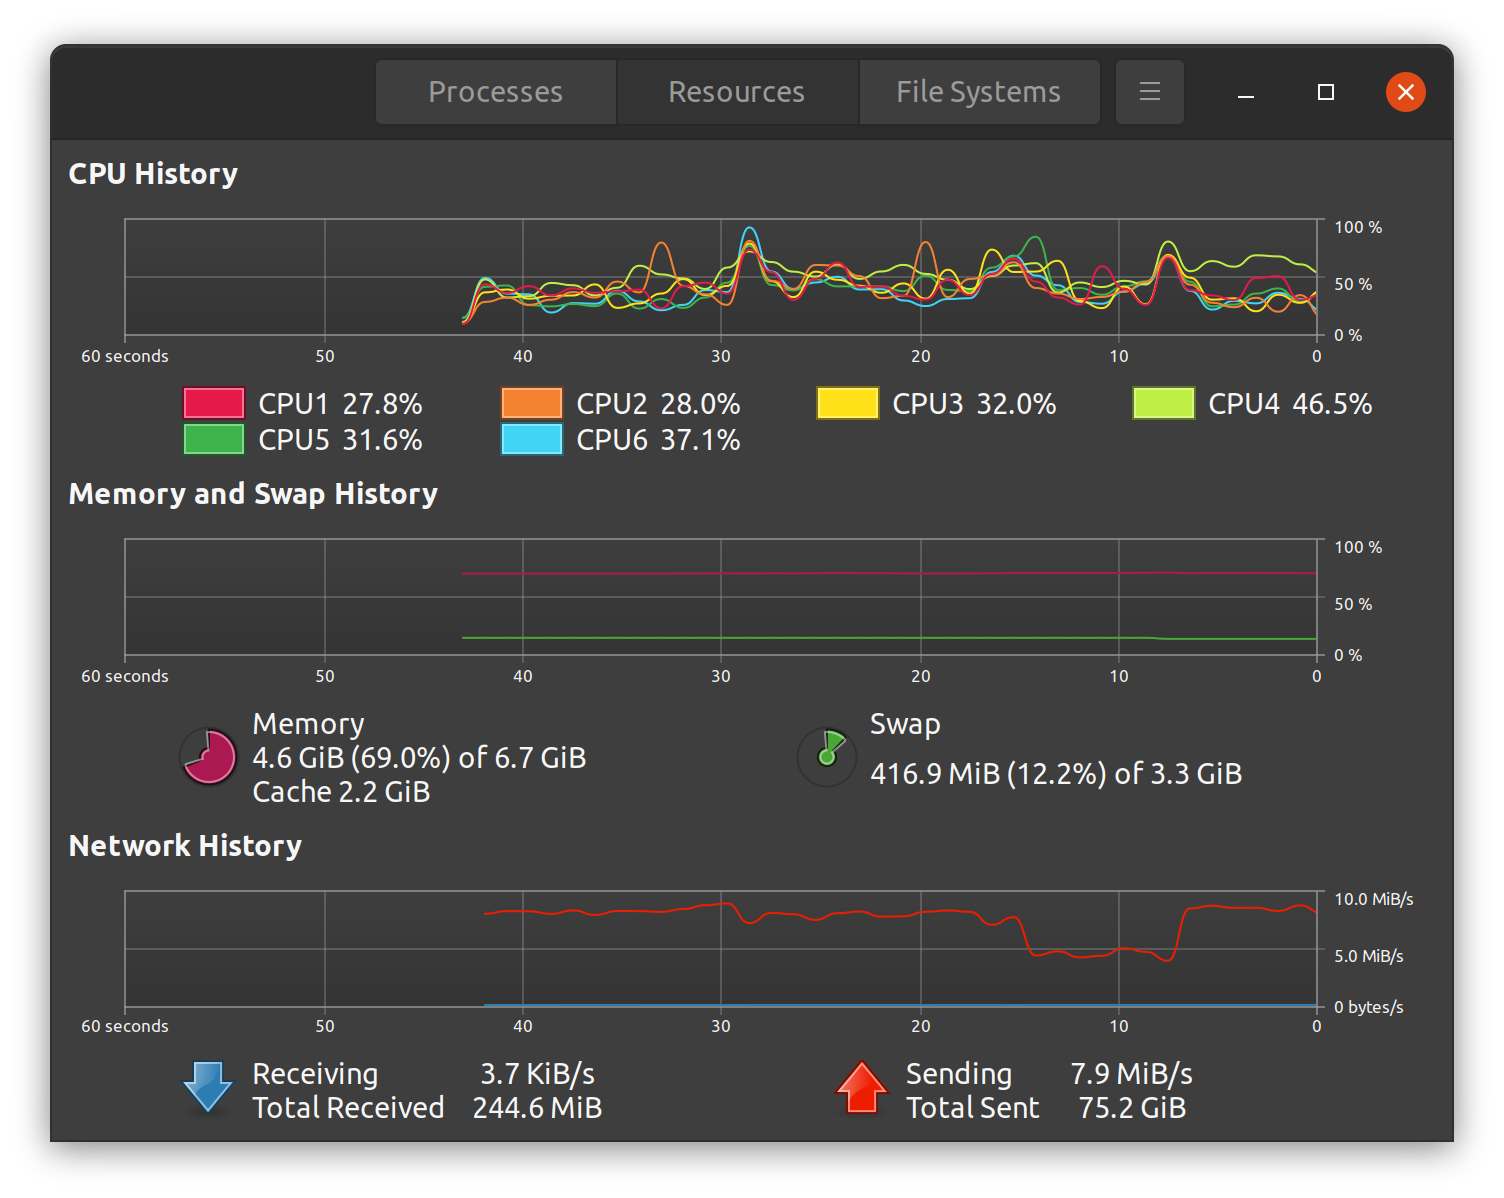 Processes Resources File Systems
CPU History
100 %
50 %
0 %
60 seconds 50 40 30 20 10 0
CPU1 27.8% CPU2 28.0% CPU3 32.0% CPU4 46.5%
CPU5 31.6% CPU6 37.1%
Memory and Swap History
100 %
50 %
0 %
60 seconds 50 40 30 20 10 0
Memory
4.6 GiB (69.0%) of 6.7 GiB
Cache 2.2 GiB
Swap
416.9 MiB (12.2%) of 3.3 GiB
Network History
10.0 MiB/s
5.0 MiB/s
0 bytes/s
60 seconds 50 40 30 20 10 0
Receiving 3.7 KiB/s
Total Received 244.6 MiB
Sending 7.9 MiB/s
Total Sent 75.2 GiB